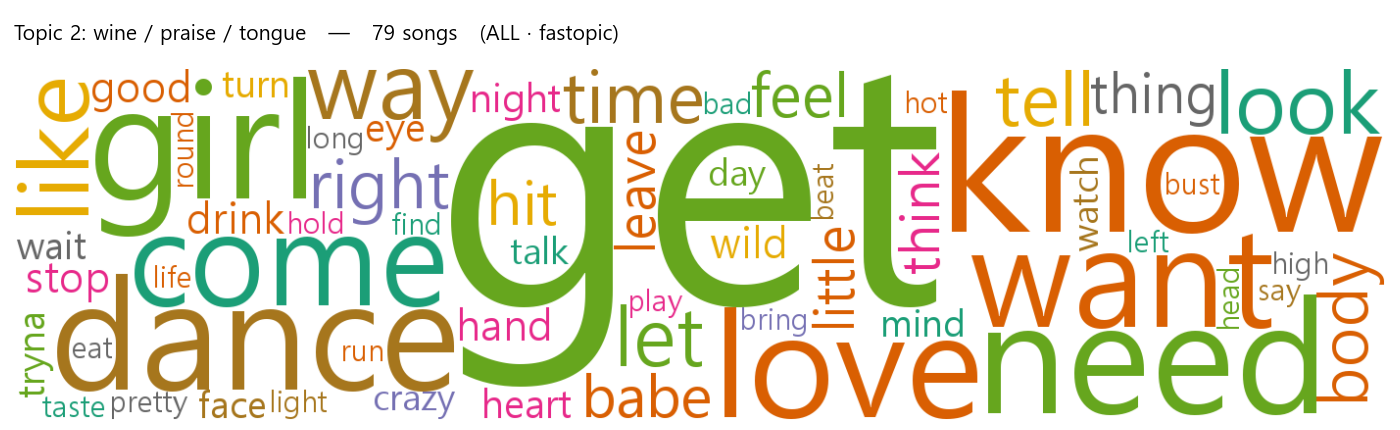 Topic 2: wine / praise / tongue — 79 songs (ALL · fastopic)
like good girl turn way night time bad feel hot tell thing look
round long eye right hit leave day get beat think know watch bust
drink hold find talk wild little left
wait stop life come want high say head
tryna eat dance run hand play let bring mind need body
taste pretty face light crazy heart babe love